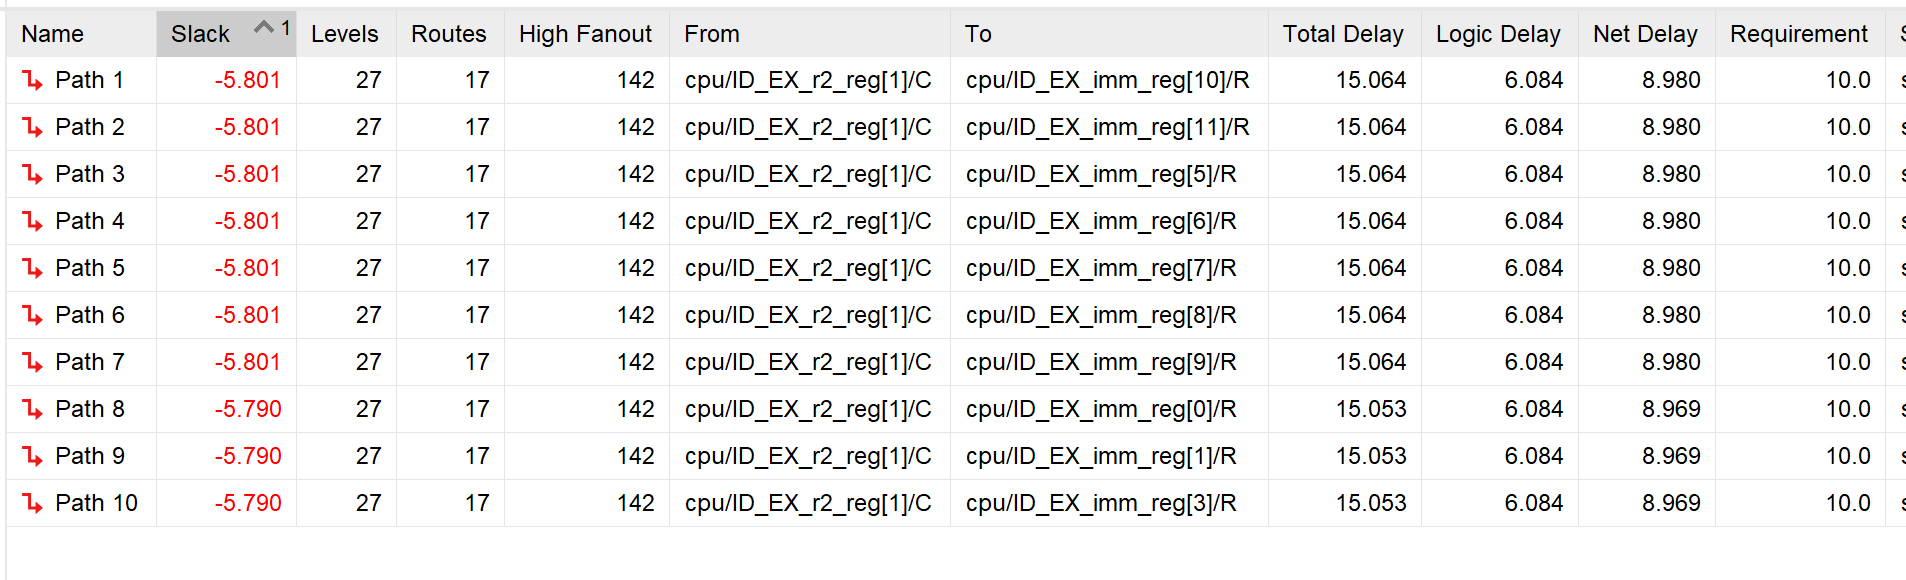 Name Slack 1 Levels Routes High Fanout From To Total Delay Logic Delay Net Delay Requirement
Path 1 -5.801 27 17 142 cpu/ID_EX_r2_reg[1]/C cpu/ID_EX_imm_reg[10]/R 15.064 6.084 8.980 10.0
Path 2 -5.801 27 17 142 cpu/ID_EX_r2_reg[1]/C cpu/ID_EX_imm_reg[11]/R 15.064 6.084 8.980 10.0
Path 3 -5.801 27 17 142 cpu/ID_EX_r2_reg[1]/C cpu/ID_EX_imm_reg[5]/R 15.064 6.084 8.980 10.0
Path 4 -5.801 27 17 142 cpu/ID_EX_r2_reg[1]/C cpu/ID_EX_imm_reg[6]/R 15.064 6.084 8.980 10.0
Path 5 -5.801 27 17 142 cpu/ID_EX_r2_reg[1]/C cpu/ID_EX_imm_reg[7]/R 15.064 6.084 8.980 10.0
Path 6 -5.801 27 17 142 cpu/ID_EX_r2_reg[1]/C cpu/ID_EX_imm_reg[8]/R 15.064 6.084 8.980 10.0
Path 7 -5.801 27 17 142 cpu/ID_EX_r2_reg[1]/C cpu/ID_EX_imm_reg[9]/R 15.064 6.084 8.980 10.0
Path 8 -5.790 27 17 142 cpu/ID_EX_r2_reg[1]/C cpu/ID_EX_imm_reg[0]/R 15.053 6.084 8.969 10.0
Path 9 -5.790 27 17 142 cpu/ID_EX_r2_reg[1]/C cpu/ID_EX_imm_reg[1]/R 15.053 6.084 8.969 10.0
Path 10 -5.790 27 17 142 cpu/ID_EX_r2_reg[1]/C cpu/ID_EX_imm_reg[3]/R 15.053 6.084 8.969 10.0